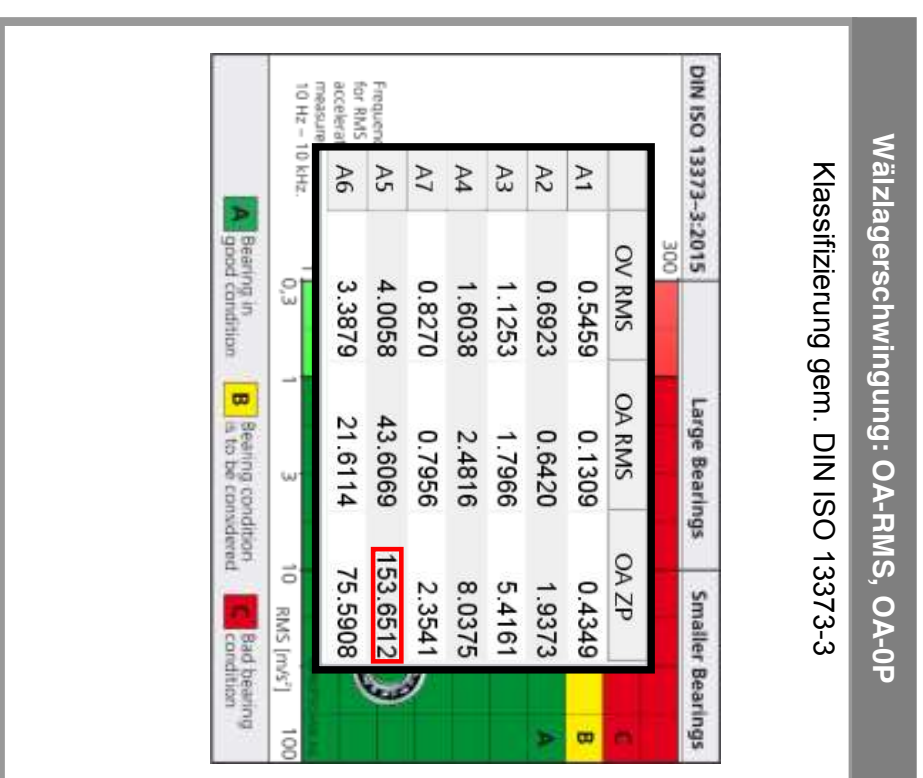 Wälzlagerschwingung: OA-RMS, OA-0P
Klassifizierung gem. DIN ISO 13373-3
DIN ISO 13373-3:2015 Large Bearings Smaller Bearings
300
OV RMS OA RMS OA ZP
A1 0.5459 0.1309 0.4349
A2 0.6923 0.6420 1.9373
A3 1.1253 1.7966 5.4161
A4 1.6038 2.4816 8.0375
A7 0.8270 0.7956 2.3541
A5 4.0058 43.6069 153.6512
A6 3.3879 21.6114 75.5908
C
B
A
for RMS
10 Hz – 10 kHz.
1
0,3 1 3 10 RMS [m/s²] 100
A Bearing in
good condition
B Bearing condition
is to be considered
C Bad bearing
condition